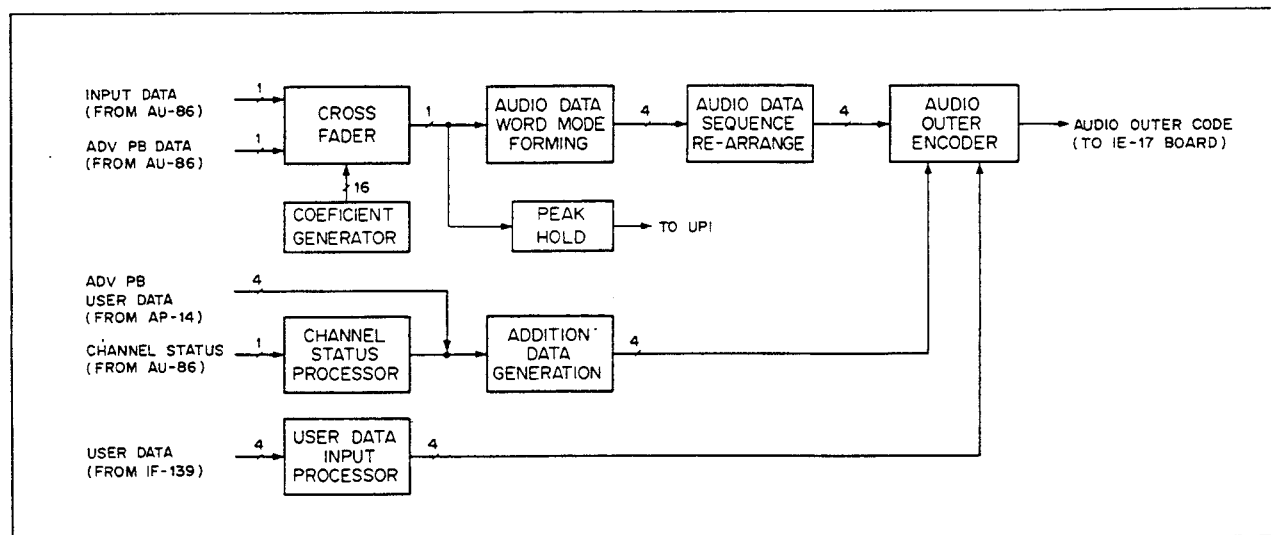 INPUT DATA
(FROM AU-86)
1
ADV PB DATA
(FROM AU-86)
1
CROSS
FADER
1
16
COEFICIENT
GENERATOR
AUDIO DATA
WORD MODE
FORMING
4
AUDIO DATA
SEQUENCE
RE-ARRANGE
4
AUDIO
OUTER
ENCODER
AUDIO OUTER CODE
(TO IE-17 BOARD)
PEAK
HOLD
TO UP1
ADV PB
USER DATA
(FROM AP-14)
4
CHANNEL STATUS
(FROM AU-86)
1
CHANNEL
STATUS
PROCESSOR
ADDITION
DATA
GENERATION
4
USER DATA
(FROM IF-139)
4
USER DATA
INPUT
PROCESSOR
4